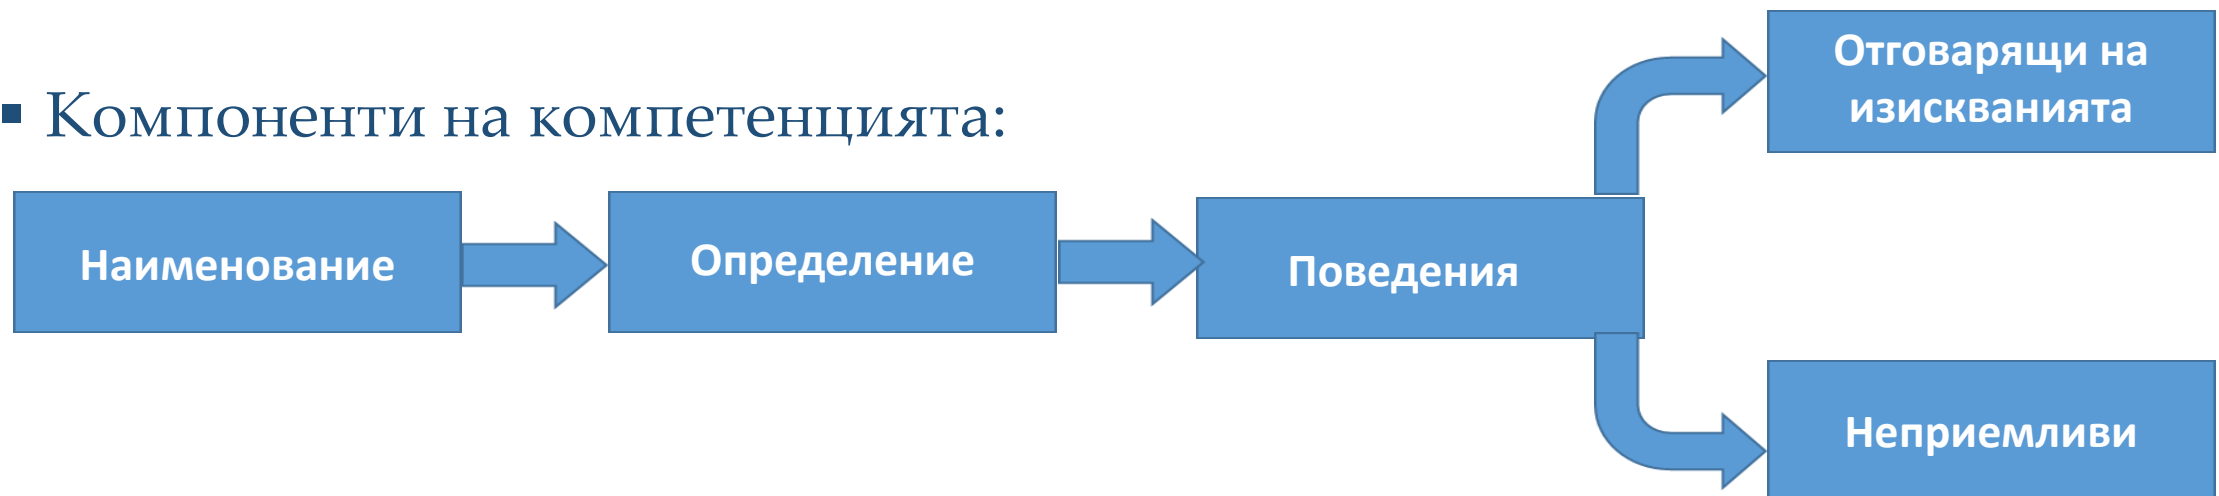 ▪ Компоненти на компетенцията:
Наименование
Определение
Поведения
Отговарящи на
изискванията
Неприемливи